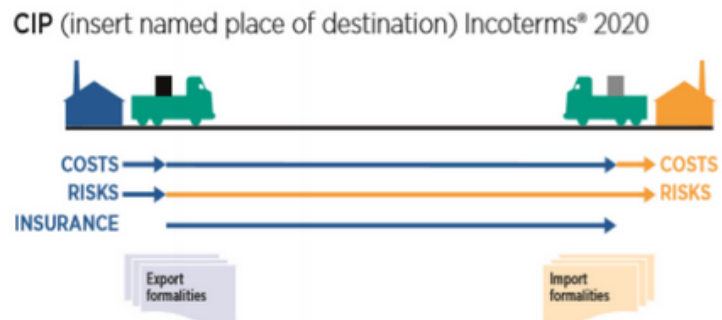 CIP (insert named place of destination) Incoterms® 2020
COSTS COSTS
RISKS RISKS
INSURANCE
Export
formalities
Import
formalities